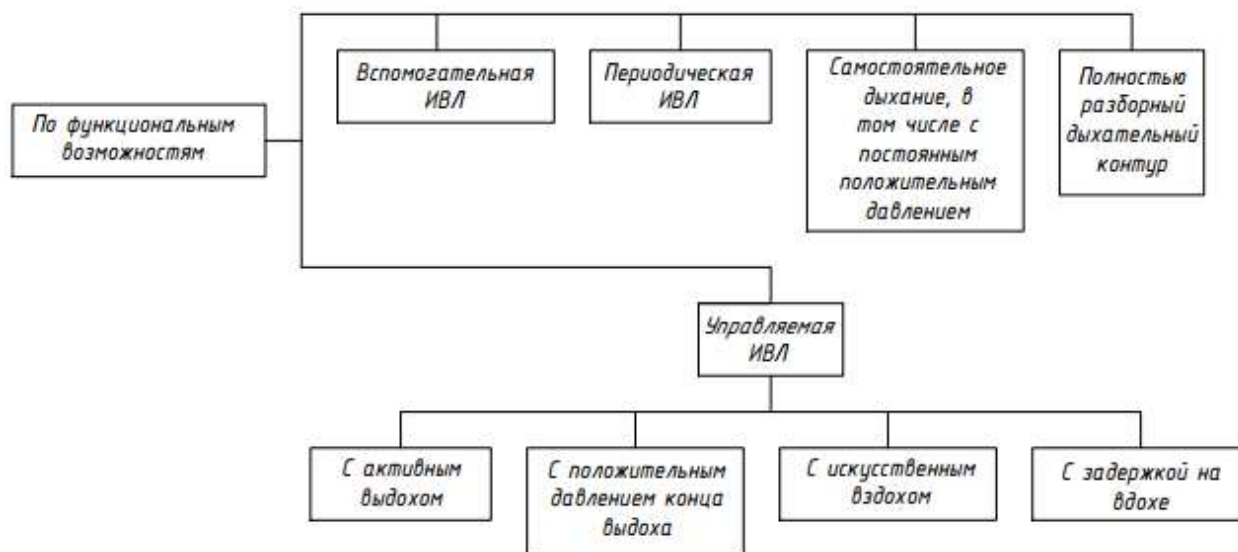 По функциональным
возможностям
Вспомогательная
ИВЛ
Периодическая
ИВЛ
Самостоятельное
дыхание, в
том числе с
постоянным
положительным
давлением
Полностью
разборный
дыхательный
контур
Управляемая
ИВЛ
С активным
выдохом
С положительным
давлением конца
выдоха
С искусственным
вздохом
С задержкой на
вдохе